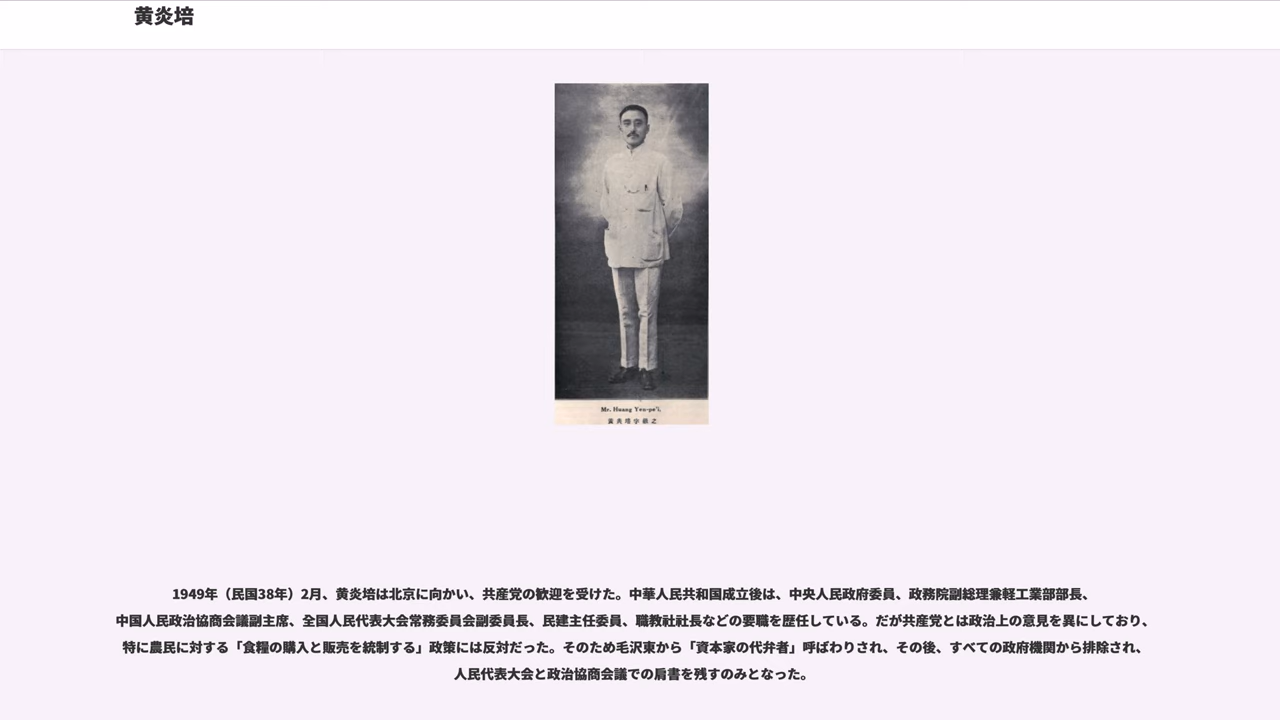 黄炎培
Mr. Huang Yen-pe'i.
黃炎培字韌之
1949年（民国38年）2月、黄炎培は北京に向かい、共産党の歓迎を受けた。中華人民共和国成立後は、中央人民政府委員、政務院副総理兼軽工業部部長、
中国人民政治協商会議副主席、全国人民代表大会常務委員会副委員長、民建主任委員、職教社社長などの要職を歴任している。だが共産党とは政治上の意見を異にしており、
特に農民に対する「食糧の購入と販売を統制する」政策には反対だった。そのため毛沢東から「資本家の代弁者」呼ばわりされ、その後、すべての政府機関から排除され、
人民代表大会と政治協商会議での肩書を残すのみとなった。